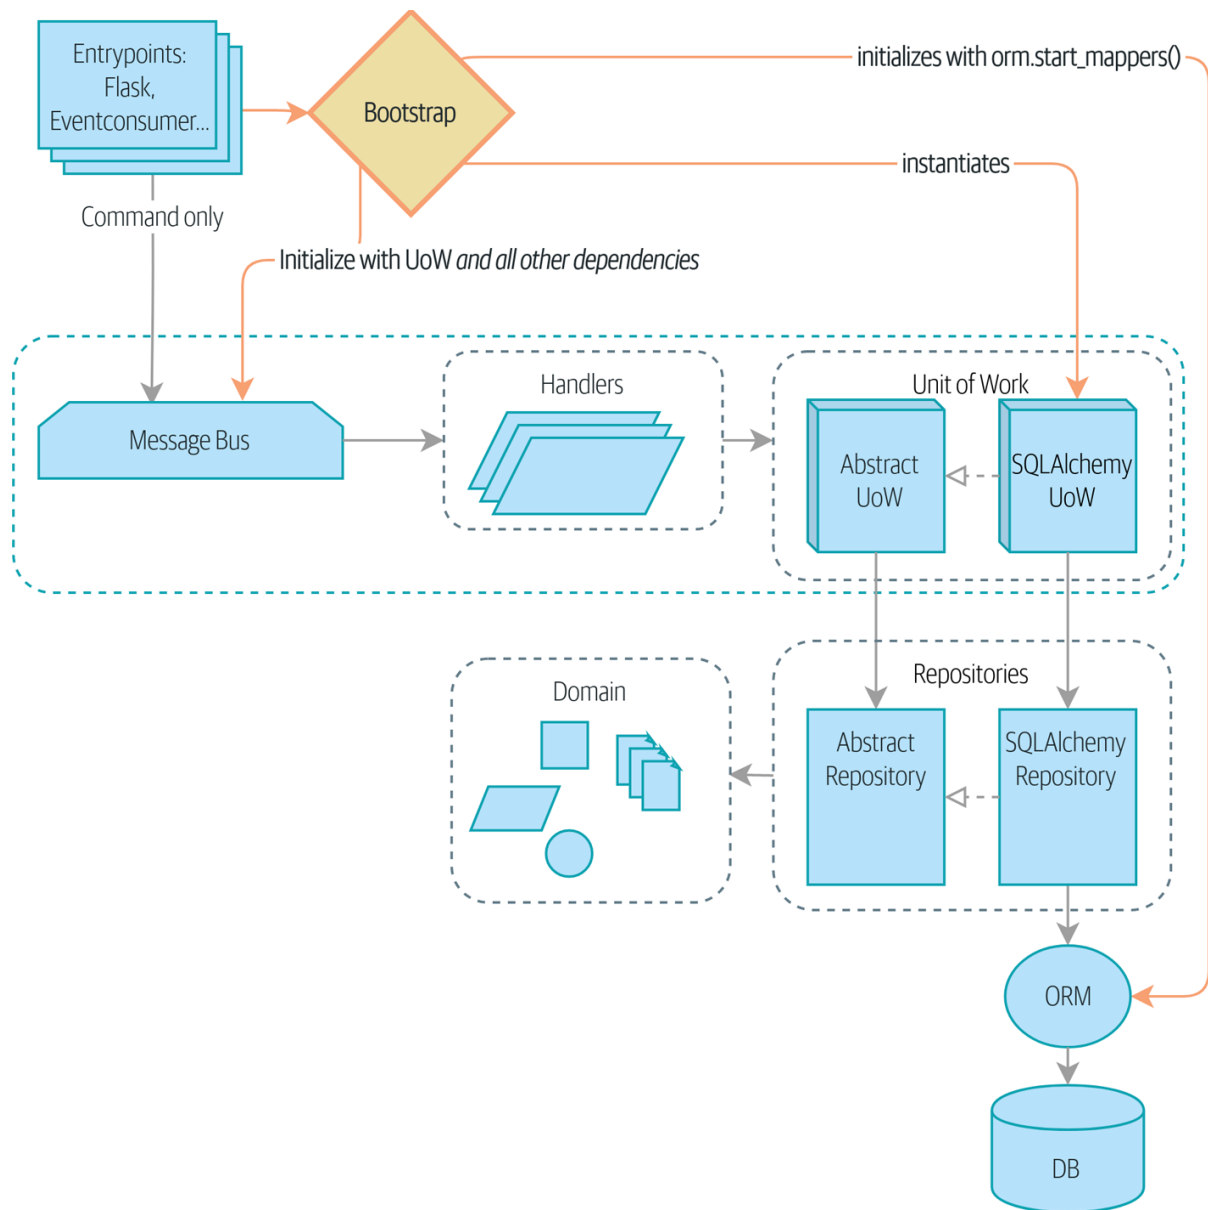 Entrypoints:
Flask,
Eventconsumer...
Bootstrap
initializes with orm.start_mappers()
instantiates
Command only
Initialize with UoW and all other dependencies
Message Bus
Handlers
Unit of Work
Abstract
UoW
SQLAlchemy
UoW
Domain
Repositories
Abstract
Repository
SQLAlchemy
Repository
ORM
DB